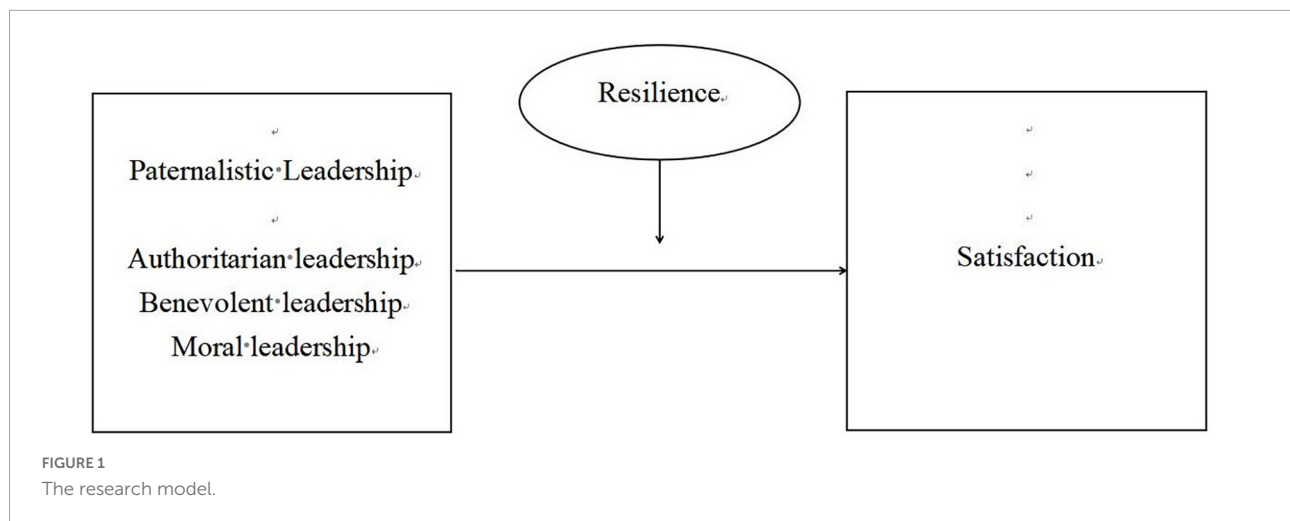 Resilience
Paternalistic Leadership
Authoritarian leadership
Benevolent leadership
Moral leadership
Satisfaction
FIGURE 1
The research model.